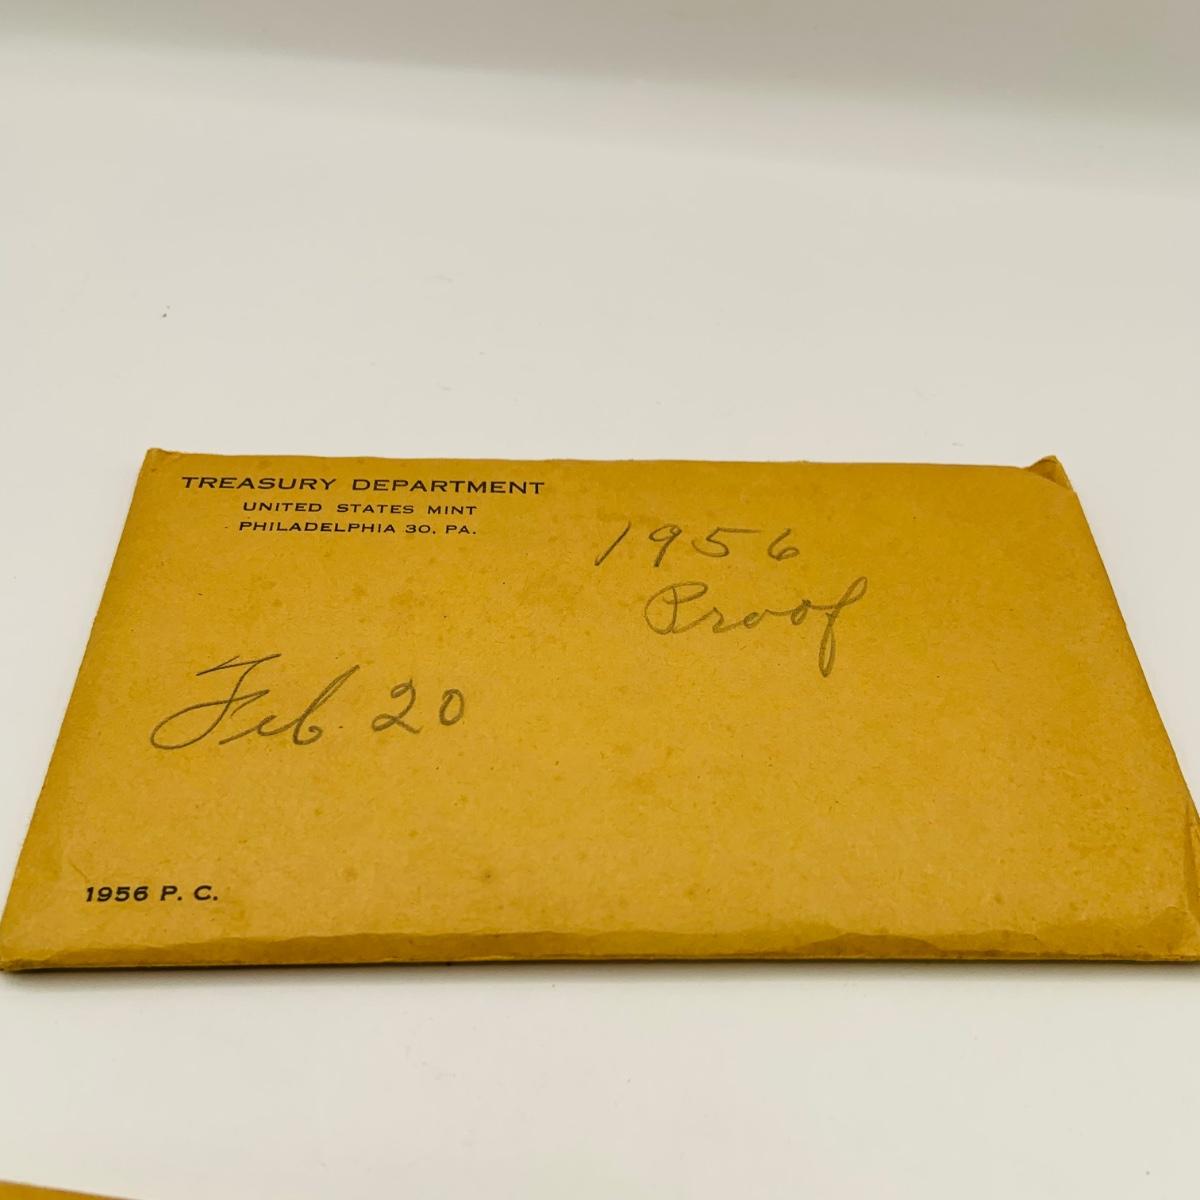 TREASURY DEPARTMENT
UNITED STATES MINT
PHILADELPHIA 30, PA.
1956
Proof
Feb. 20
1956 P. C.